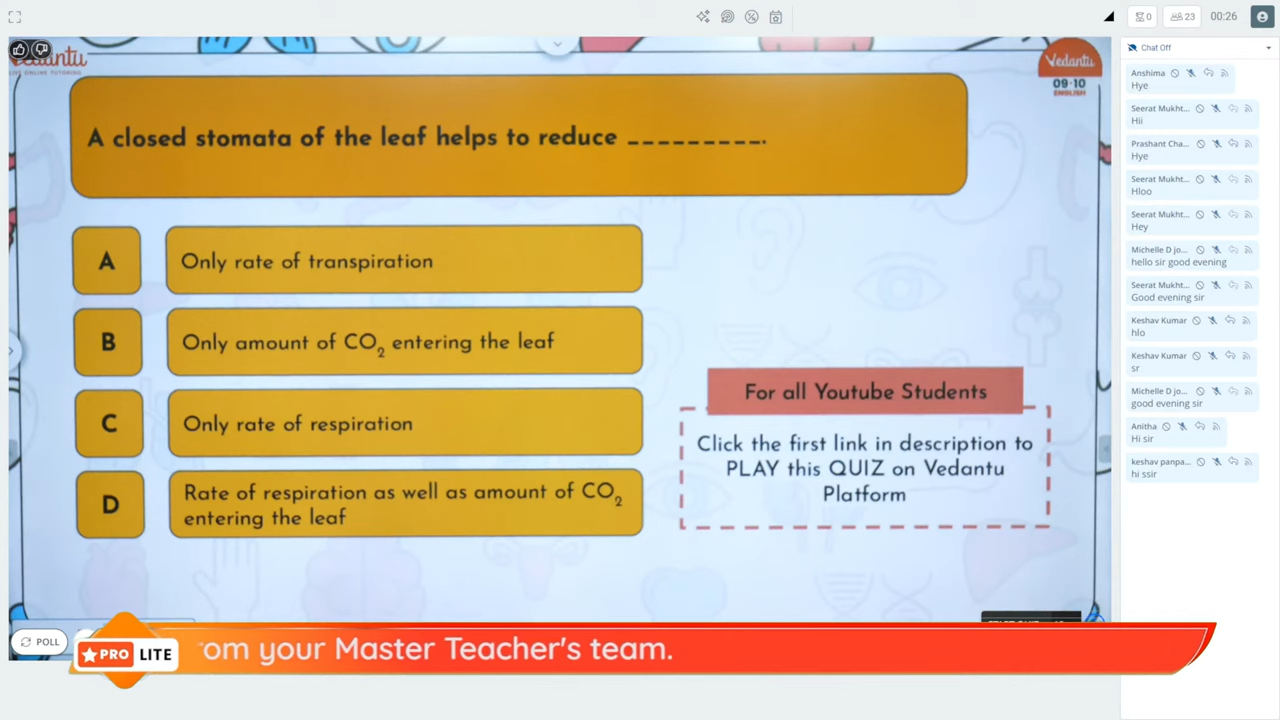 0
23
00:26
Vedantu
LIVE ONLINE TUTORING
Vedantu
09-10
ENGLISH
A closed stomata of the leaf helps to reduce _________.
A
Only rate of transpiration
B
Only amount of CO2 entering the leaf
C
Only rate of respiration
D
Rate of respiration as well as amount of CO2
entering the leaf
For all Youtube Students
Click the first link in description to
PLAY this QUIZ on Vedantu
Platform
POLL
PRO LITE
om your Master Teacher's team.
Chat Off
Anshima
Hye
Seerat Mukht...
Hii
Prashant Cha...
Hye
Seerat Mukht...
Hloo
Seerat Mukht...
Hey
Michelle D jo...
hello sir good evening
Seerat Mukht...
Good evening sir
Keshav Kumar
hlo
Keshav Kumar
sr
Michelle D jo...
good evening sir
Anitha
Hi sir
keshav panpa...
hi ssir